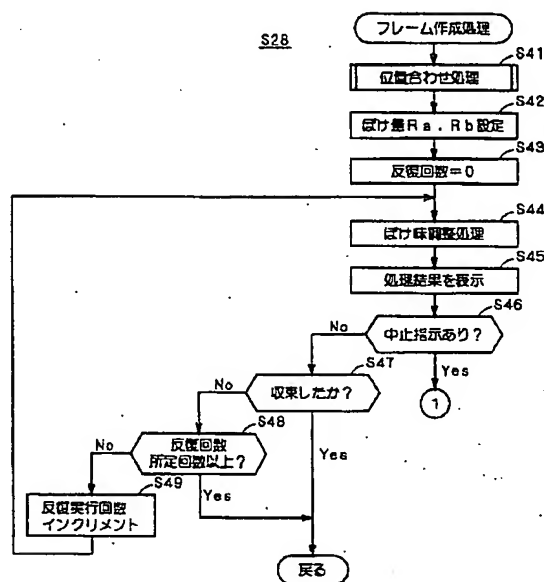 S28
フレーム作成処理
S41
位置合わせ処理
S42
ぼけ量Ra.Rb設定
S43
反復回数=0
S44
ぼけ味調整処理
S45
処理結果を表示
S46
中止指示あり?
No
Yes
1
S47
収束したか?
No
Yes
S48
反復回数
所定回数以上?
No
Yes
S49
反復実行回数
インクリメント
戻る